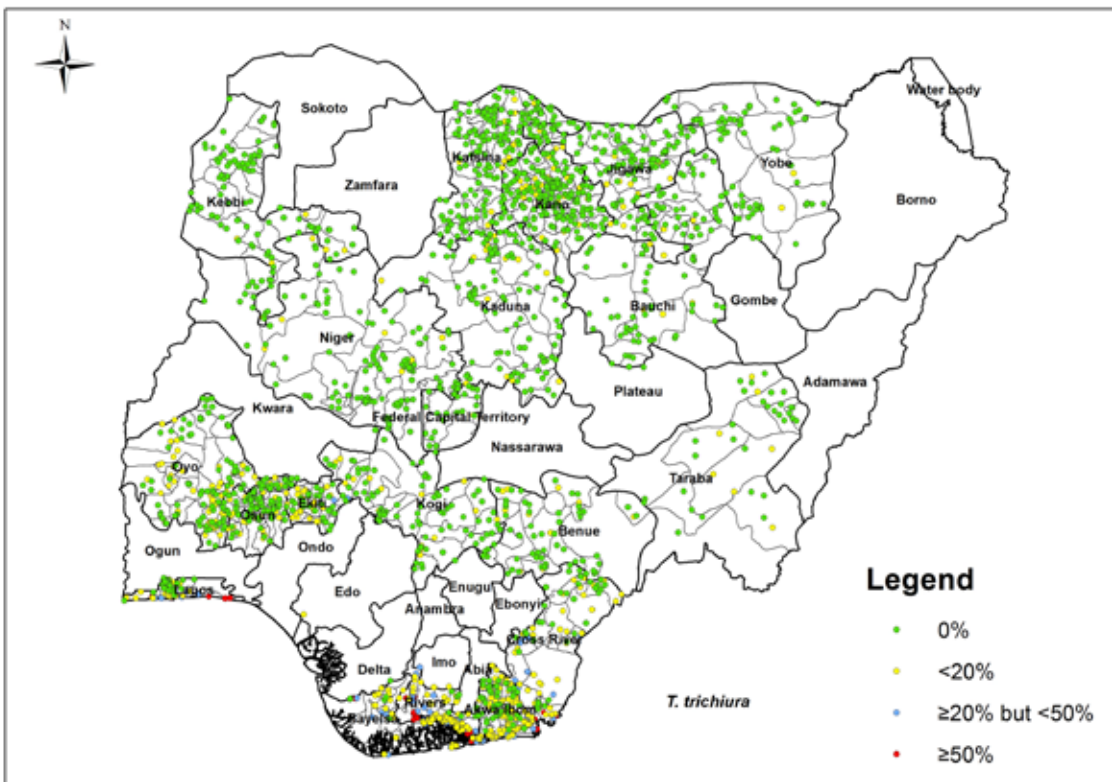 N
Water body
Sokoto
Katsina
Jigawa
Yobe
Zamfara
Kano
Borno
Kebbi
Kaduna
Bauchi
Gombe
Niger
Plateau
Adamawa
Kwara
Federal Capital Territory
Nassarawa
Oyo
Taraba
Osun
Ekiti
Kogi
Benue
Ogun
Ondo
Lagos
Edo
Enugu
Anambra
Ebonyi
Cross River
Delta
Imo
Abia
Rivers
Bayelsa
Akwa Ibom
T. trichiura
Legend
0%
<20%
≥20% but <50%
≥50%